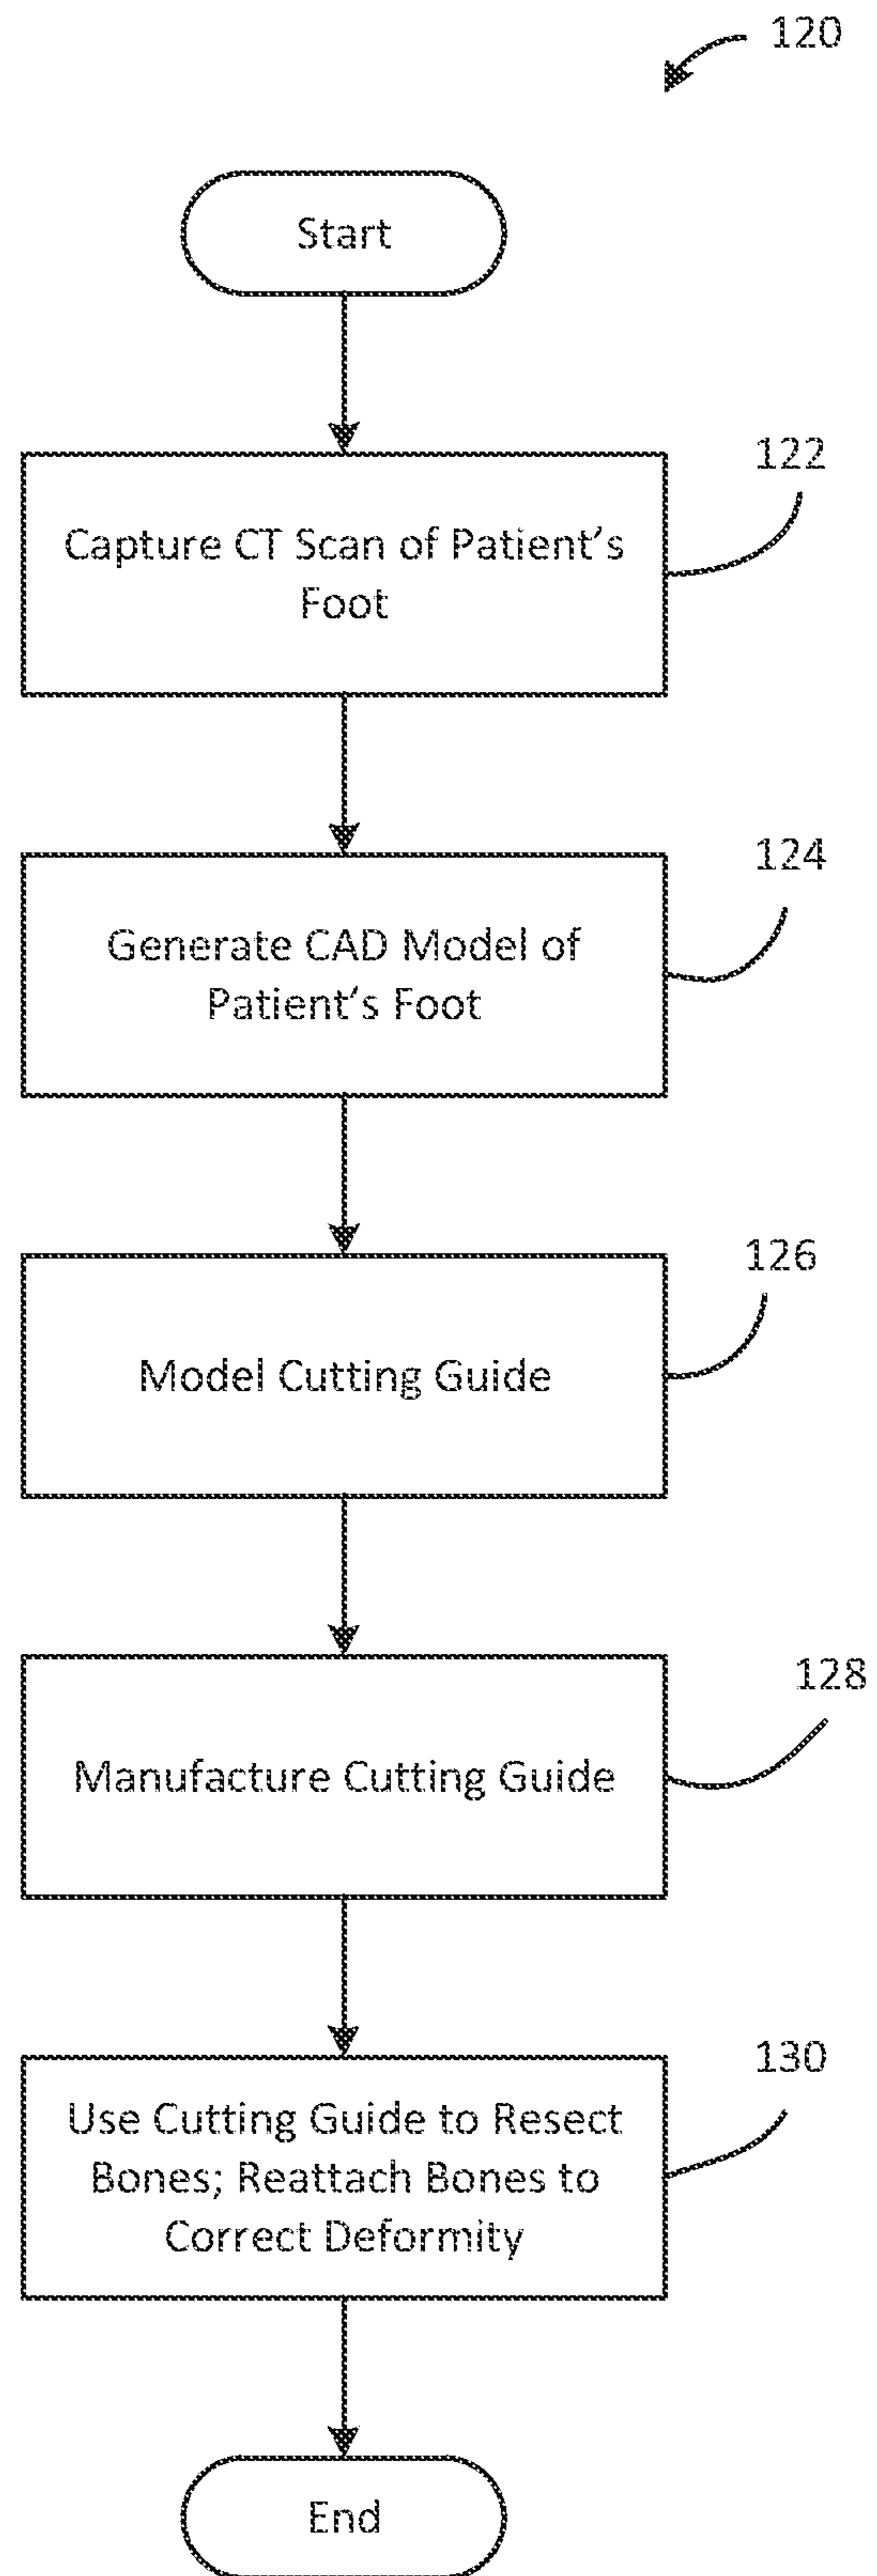 120
Start
122
Capture CT Scan of Patient's
Foot
124
Generate CAD Model of
Patient's Foot
126
Model Cutting Guide
128
Manufacture Cutting Guide
130
Use Cutting Guide to Resect
Bones; Reattach Bones to
Correct Deformity
End